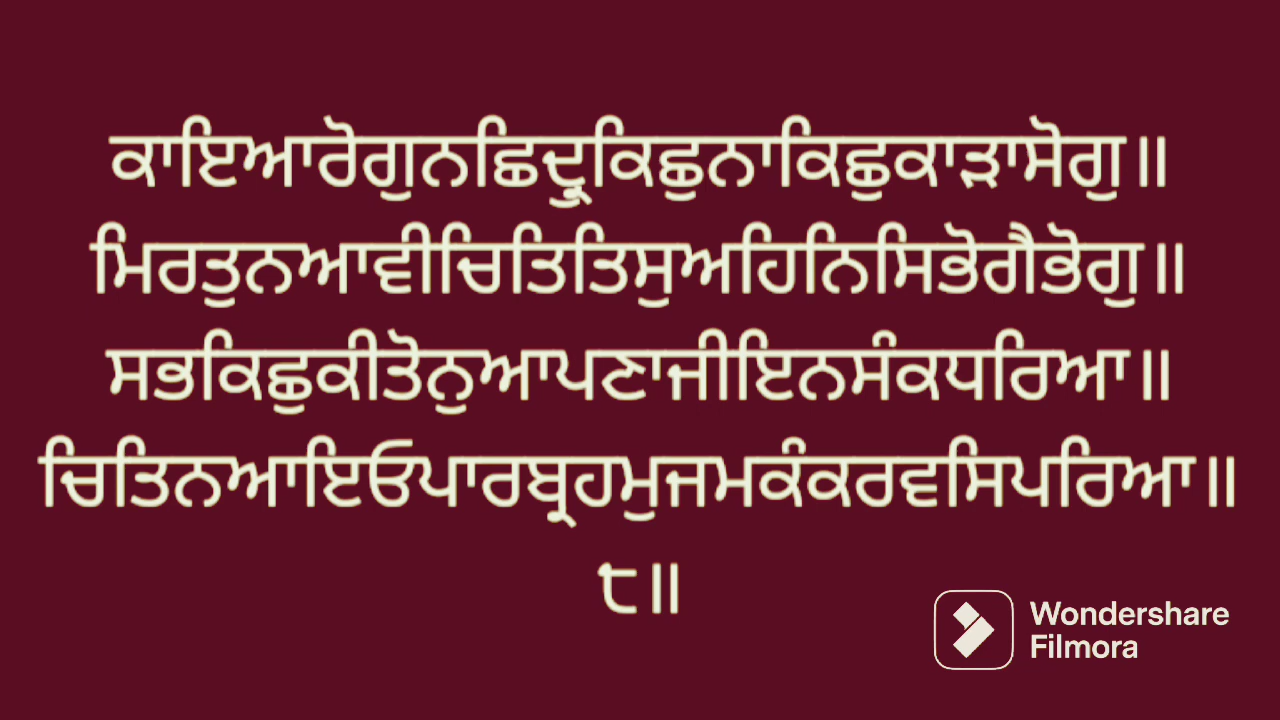 ਕਾਇਆਰੋਗੁਨਛਿਦ੍ਰੁਕਿਛੁਨਾਕਿਛੁਕਾੜਾਸੋਗੁ॥
ਮਿਰਤੁਨਆਵੀਚਿਤਿਤਿਸੁਅਹਿਨਿਸਿਭੋਗੈਭੋਗੁ॥
ਸਭਕਿਛੁਕੀਤੋਨੁਆਪਣਾਜੀਇਨਸੰਕਧਰਿਆ॥
ਚਿਤਿਨਆਇਓਪਾਰਬ੍ਰਹਮੁਜਮਕੰਕਰਵਸਿਪਰਿਆ॥
੮॥
Wondershare
Filmora